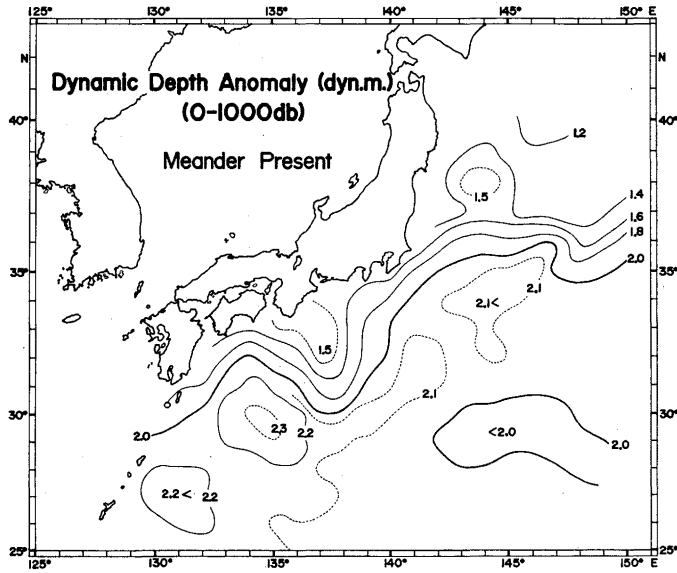 125° 130° 135° 140° 145° 150° E
N N
Dynamic Depth Anomaly (dyn.m.)
(0-1000db)
40° 40°
Meander Present
1.2
1.5
1.4
1.6
1.8
2.0
35° 35°
2.1< 2.1
1.5
2.1
30° 30°
2.0 2.3 2.2 <2.0 2.0
2.2< 2.2
25° 25°
125° 130° 135° 140° 145° 150° E